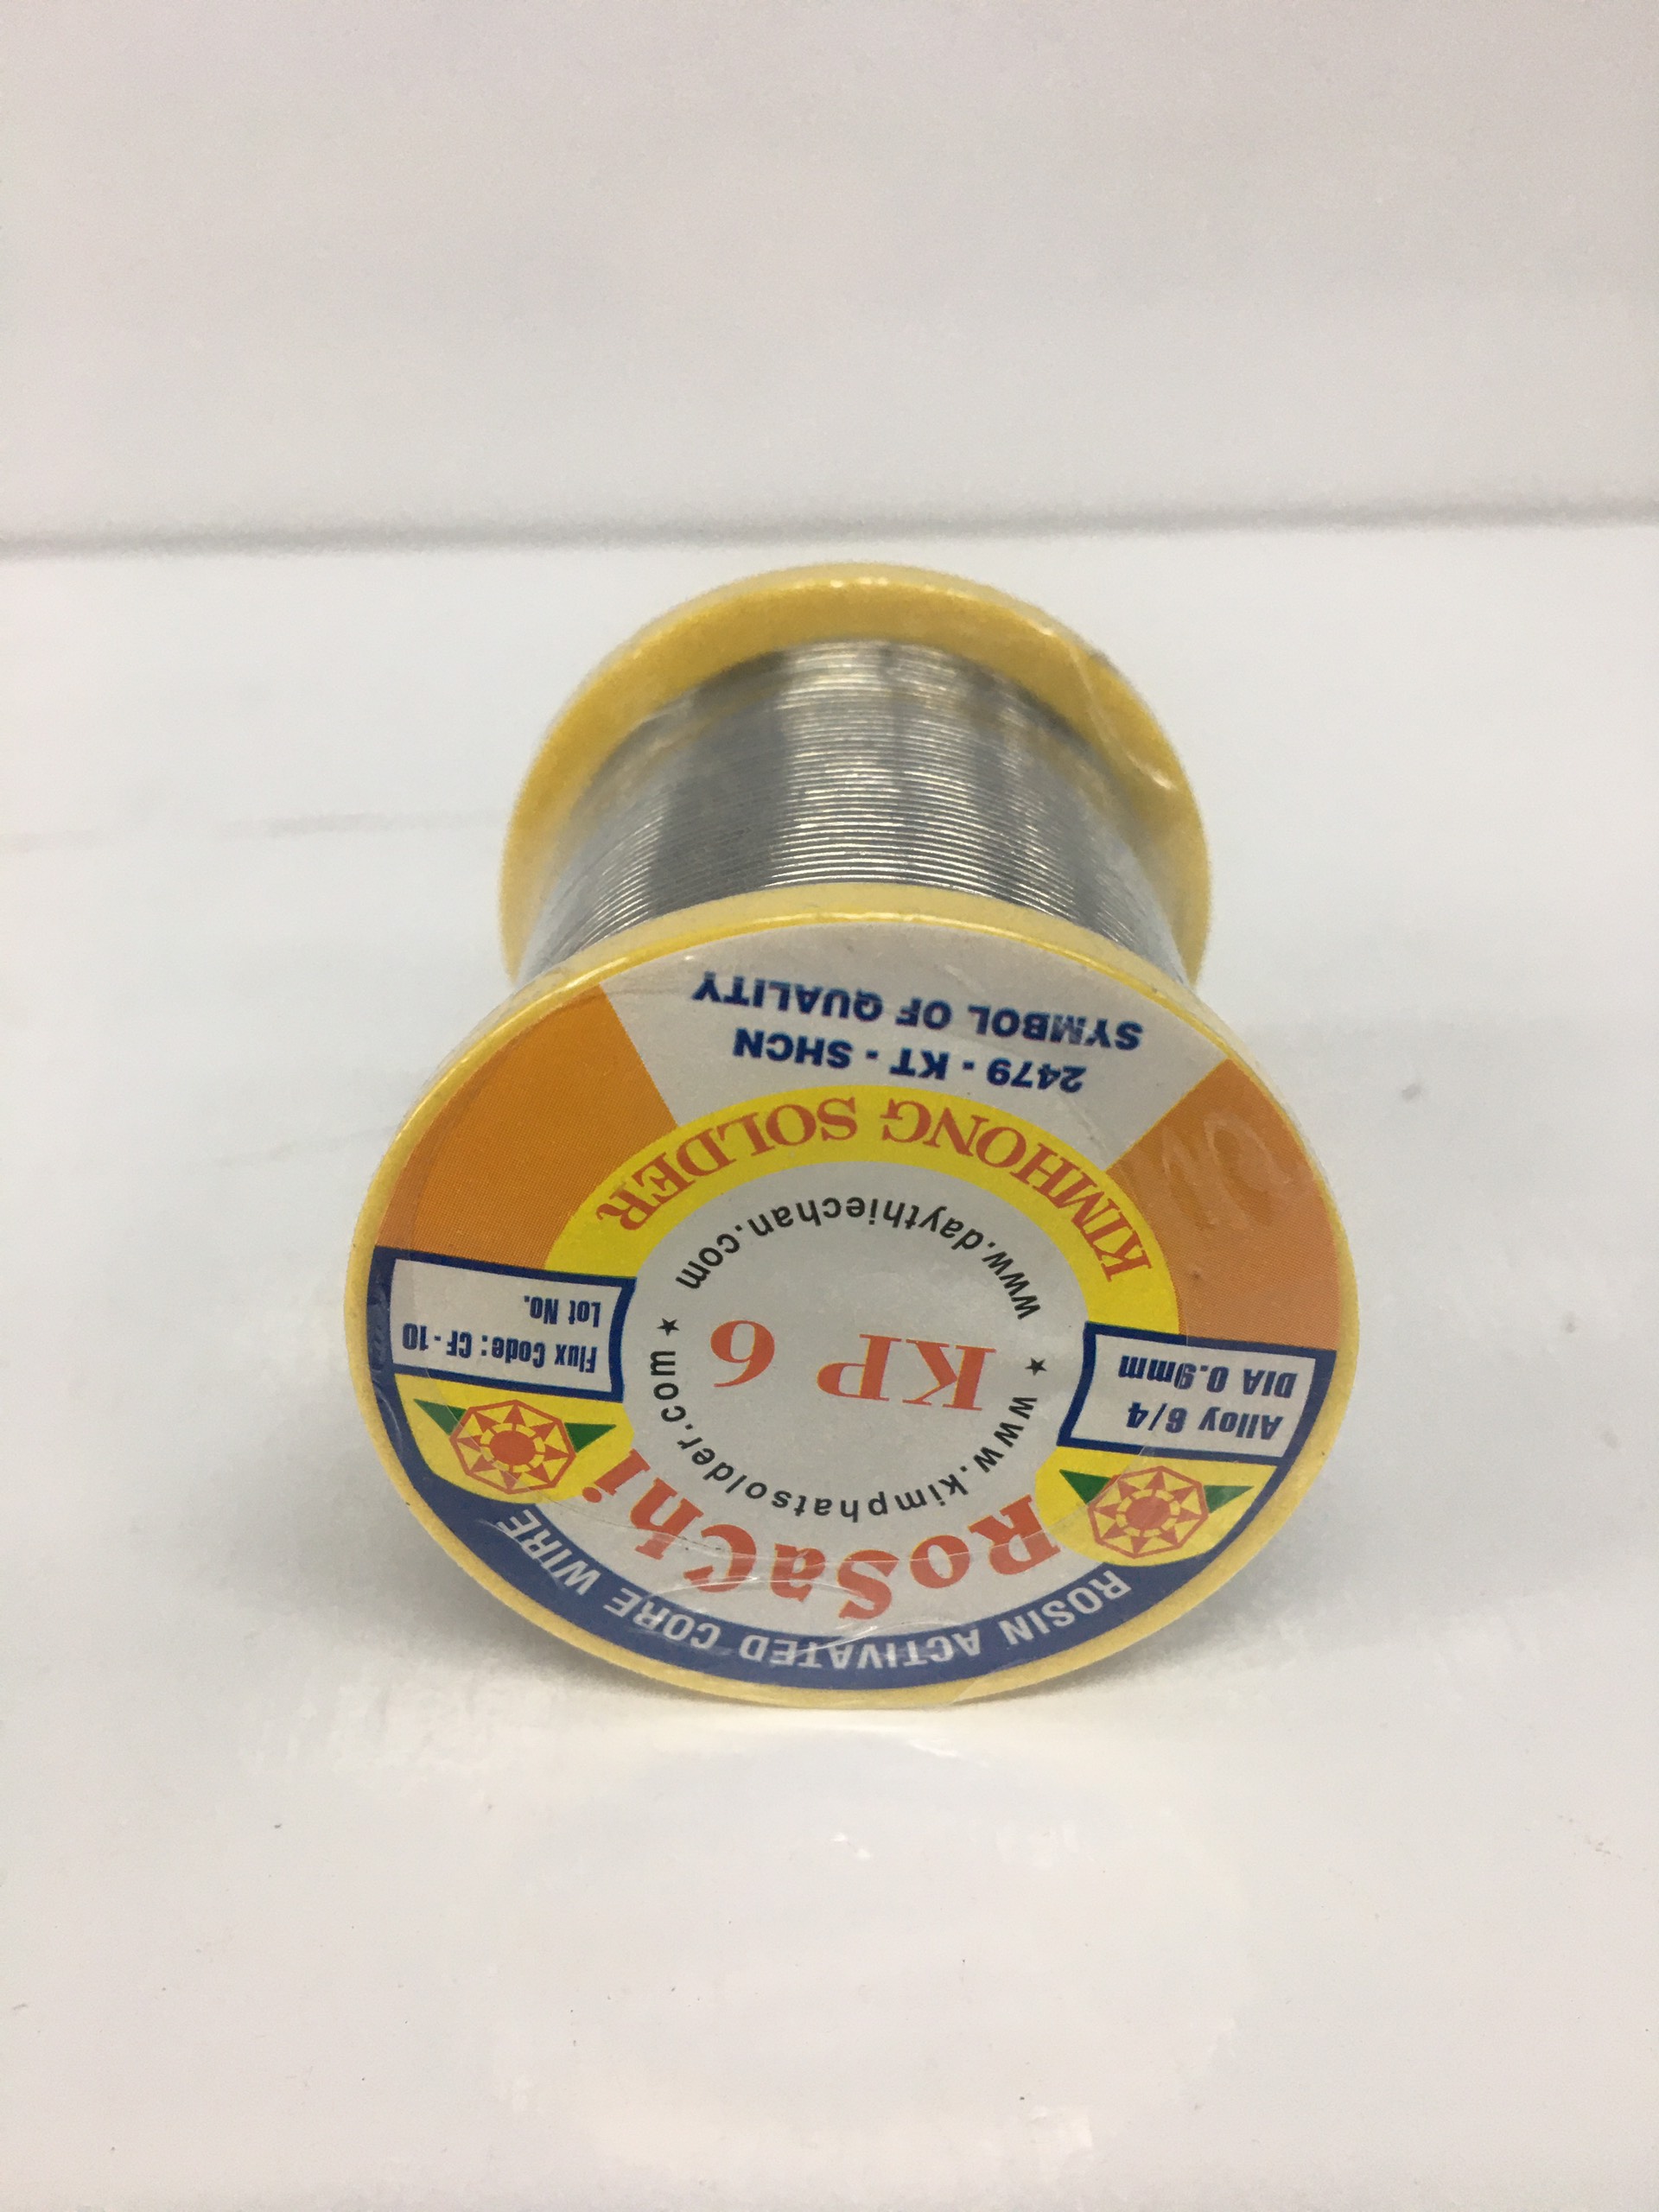 ROSIN ACTIVATED CORE WIRE
RoSaChi
www.kimphatsolder.com
Alloy 6/4
DIA 0.9mm
KP 6
Flux Code: CF-10
Lot No.
www.daythiechan.com
KIMHONG SOLDER
2479 - KT - SHCN
SYMBOL OF QUALITY